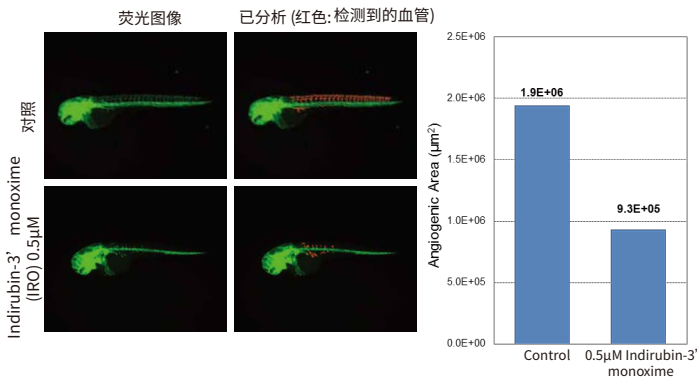 荧光图像
已分析 (红色: 检测到的血管)
对照
Indirubin-3’ monoxime
(IRO) 0.5μM
Angiogenic Area (μm²)
2.5E+06
2.0E+06
1.5E+06
1.0E+06
5.0E+05
0.0E+00
1.9E+06
9.3E+05
Control
0.5μM Indirubin-3’
monoxime